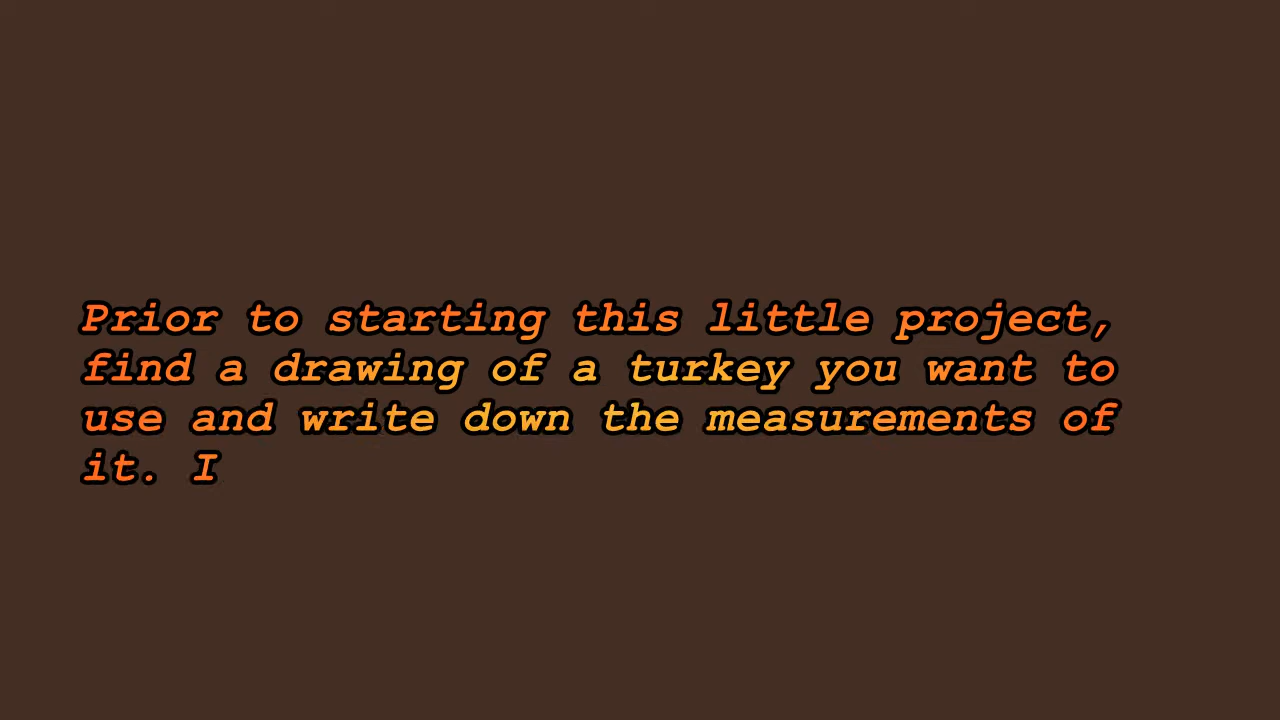 Prior to starting this little project,
find a drawing of a turkey you want to
use and write down the measurements of
it. I